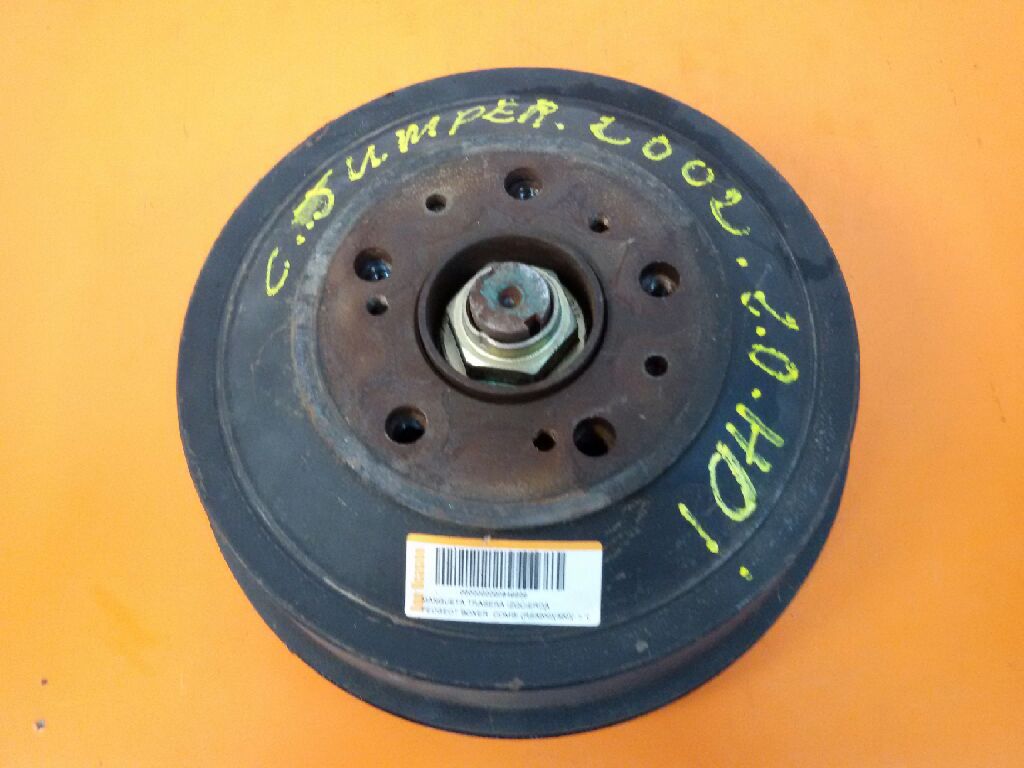 C. JUMPER. 2002. 2.0. HDI.
MANGUETA TRASERA IZQUIERDA
PEUGEOT BOXER COMBI